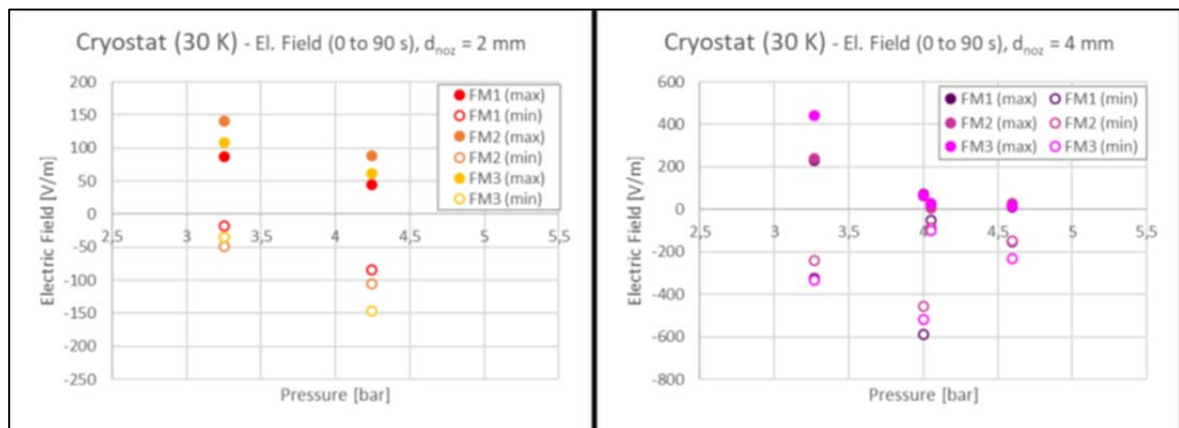 Cryostat (30 K) - El. Field (0 to 90 s), dnoz = 2 mm
Electric Field [V/m]
200
150
100
50
0
-50
-100
-150
-200
-250
2,5 3 3,5 4 4,5 5 5,5
FM1 (max)
FM1 (min)
FM2 (max)
FM2 (min)
FM3 (max)
FM3 (min)
Pressure [bar]
Cryostat (30 K) - El. Field (0 to 90 s), dnoz = 4 mm
Electric Field [V/m]
600
400
200
0
-200
-400
-600
-800
2,5 3 3,5 4 4,5 5 5,5
FM1 (max) FM1 (min)
FM2 (max) FM2 (min)
FM3 (max) FM3 (min)
Pressure [bar]